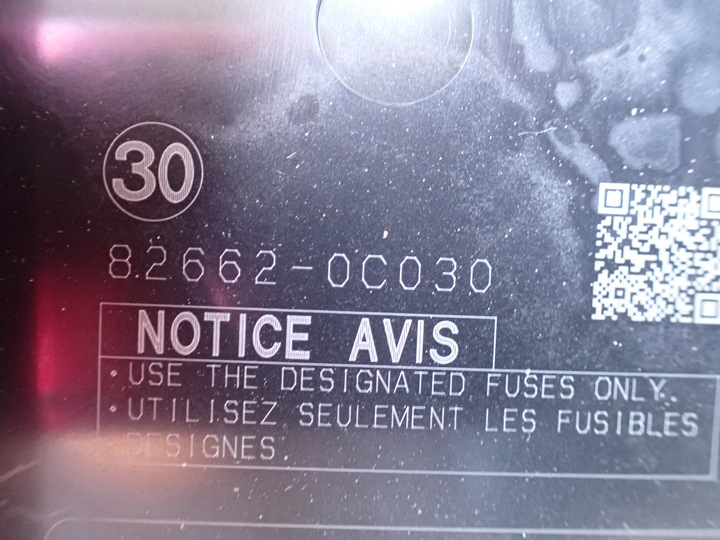 30
82662-0C030
NOTICE AVIS
· USE THE DESIGNATED FUSES ONLY.
· UTILISEZ SEULEMENT LES FUSIBLES
DESIGNES.